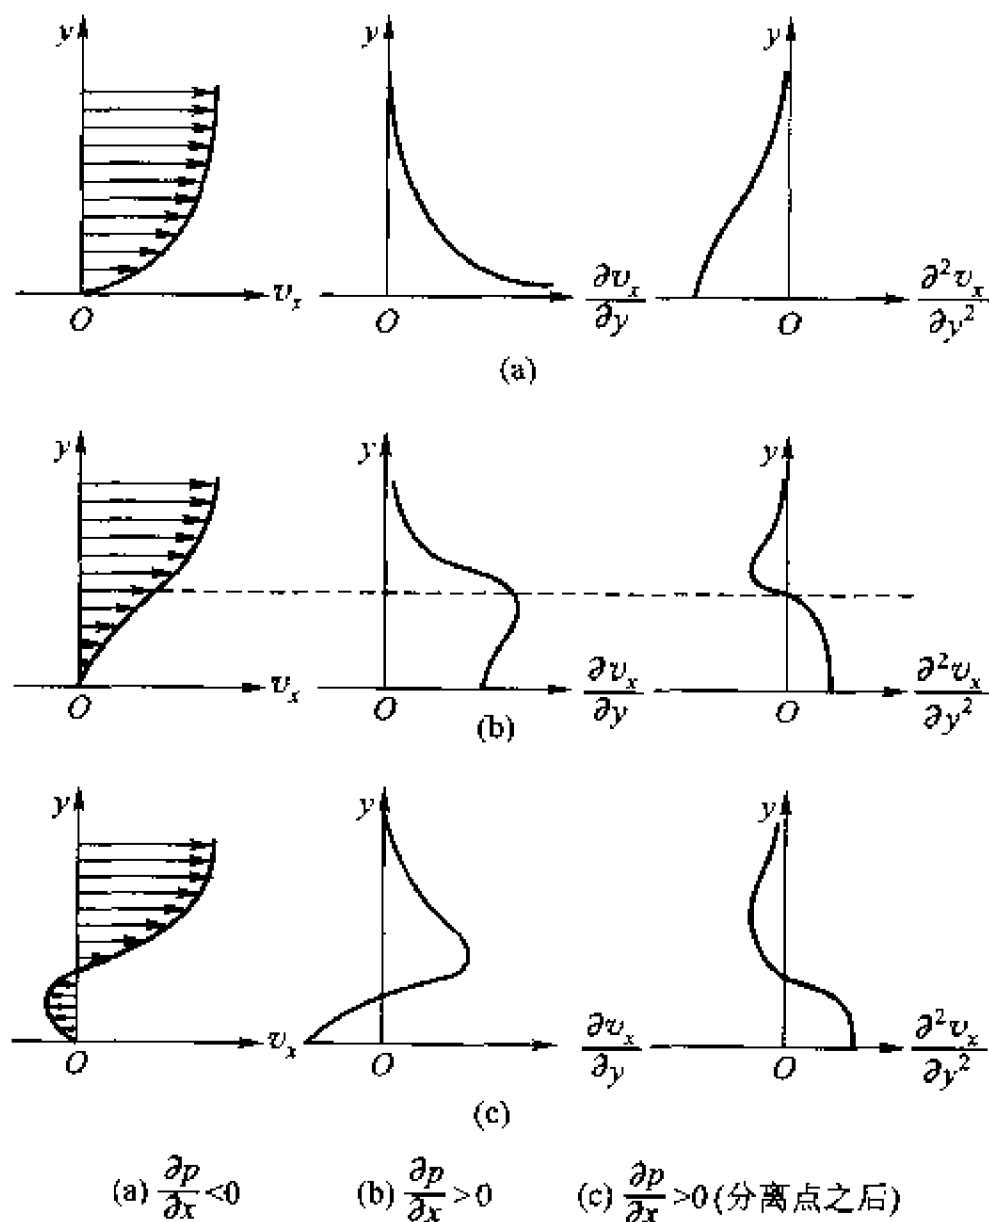 y y y
O v_x O ∂v_x/∂y O ∂²v_x/∂y²
(a)
y y y
O v_x O ∂v_x/∂y O ∂²v_x/∂y²
(b)
y y y
O v_x O ∂v_x/∂y O ∂²v_x/∂y²
(c)
(a) ∂p/∂x<0 (b) ∂p/∂x>0 (c) ∂p/∂x>0(分离点之后)